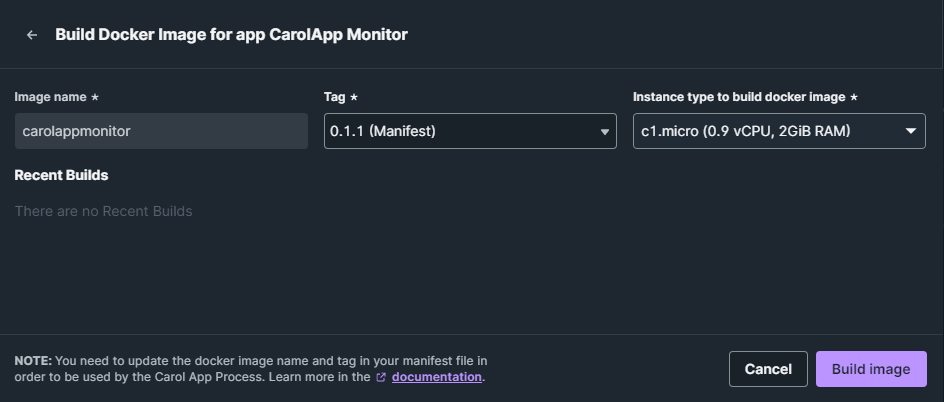 Build Docker Image for app CarolApp Monitor
Image name *
Tag *
Instance type to build docker image *
carolappmonitor
0.1.1 (Manifest)
c1.micro (0.9 vCPU, 2GiB RAM)
Recent Builds
There are no Recent Builds
NOTE: You need to update the docker image name and tag in your manifest file in
order to be used by the Carol App Process. Learn more in the documentation.
Cancel
Build image